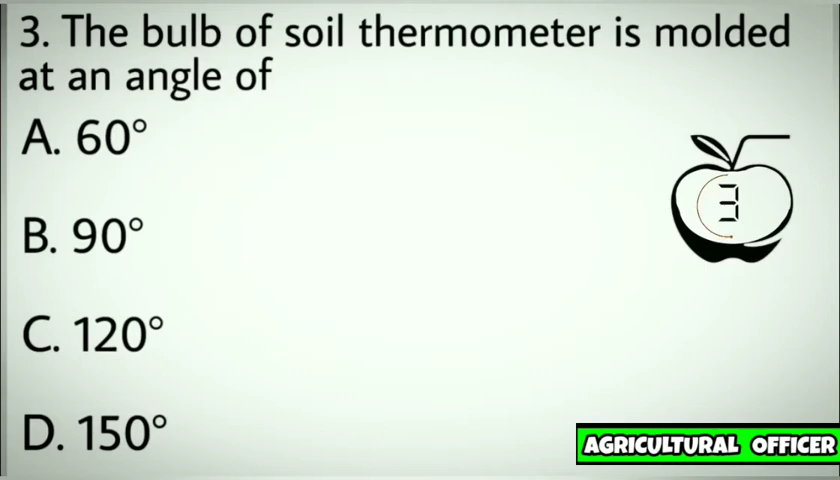 3. The bulb of soil thermometer is molded
at an angle of
A. 60°
B. 90°
3
C. 120°
D. 150°
AGRICULTURAL OFFICER